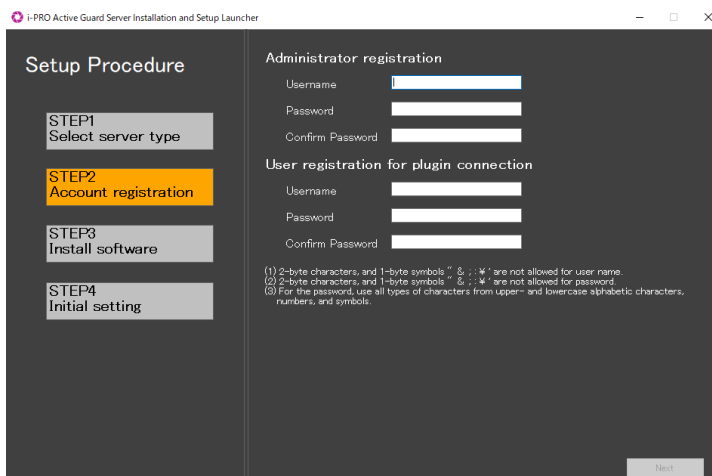 i-PRO Active Guard Server Installation and Setup Launcher
Setup Procedure
STEP1
Select server type
STEP2
Account registration
STEP3
Install software
STEP4
Initial setting
Administrator registration
Username
Password
Confirm Password
User registration for plugin connection
Username
Password
Confirm Password
(1) 2-byte characters, and 1-byte symbols " & ; : ¥ ' are not allowed for user name.
(2) 2-byte characters, and 1-byte symbols " & ; : ¥ ' are not allowed for password.
(3) For the password, use all types of characters from upper- and lowercase alphabetic characters,
numbers, and symbols.
Next